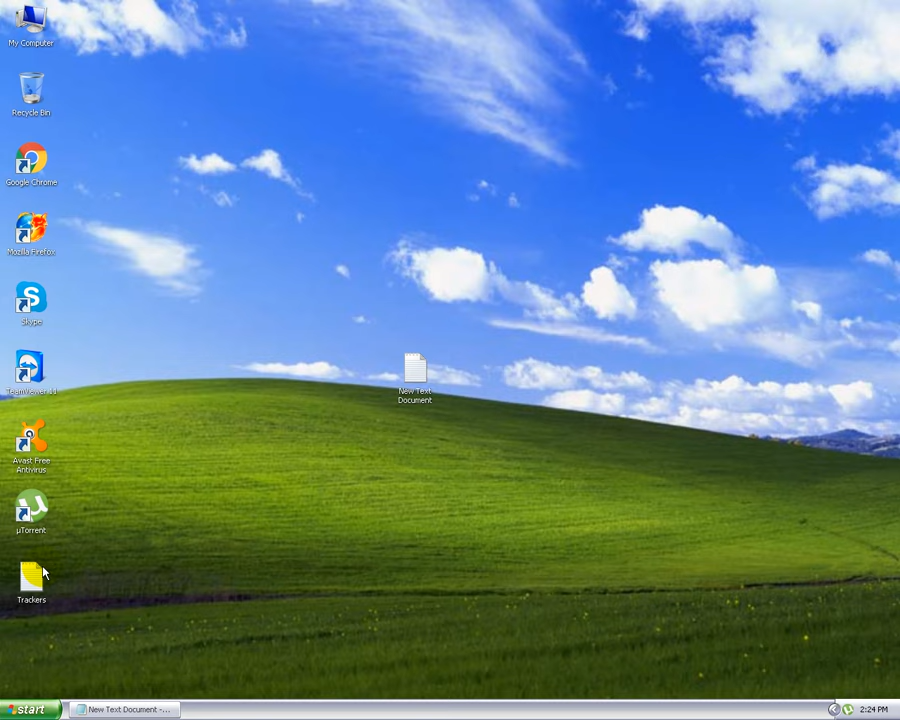 My Computer
Recycle Bin
Google Chrome
Mozilla Firefox
Skype
TeamViewer 11
Avast Free
Antivirus
µTorrent
Trackers
New Text
Document
start
New Text Document -...
2:24 PM